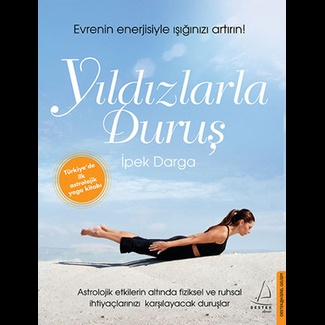 Evrenin enerjisiyle ışığınızı artırın!
Yıldızlarla
Duruş
İpek Darga
Türkiye'de
ilk
astrolojik
yoga kitabı
Astrolojik etkilerin altında fiziksel ve ruhsal
ihtiyaçlarınızı karşılayacak duruşlar
DESTEK